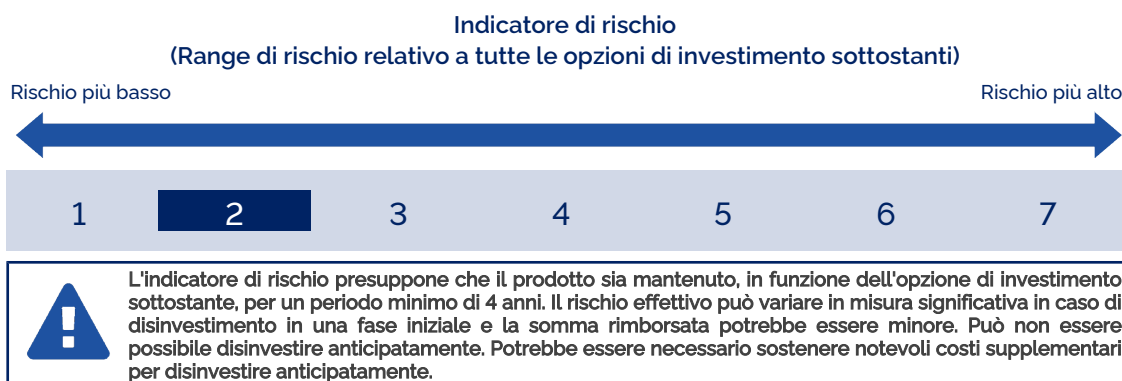 Indicatore di rischio
(Range di rischio relativo a tutte le opzioni di investimento sottostanti)
Rischio più basso Rischio più alto
1 2 3 4 5 6 7
L'indicatore di rischio presuppone che il prodotto sia mantenuto, in funzione dell'opzione di investimento
sottostante, per un periodo minimo di 4 anni. Il rischio effettivo può variare in misura significativa in caso di
disinvestimento in una fase iniziale e la somma rimborsata potrebbe essere minore. Può non essere
possibile disinvestire anticipatamente. Potrebbe essere necessario sostenere notevoli costi supplementari
per disinvestire anticipatamente.